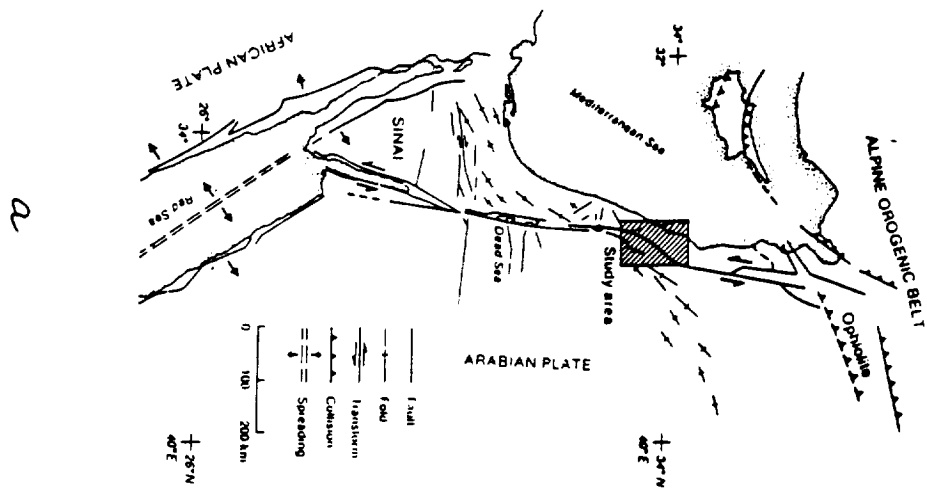 a
ALPINE OROGENIC BELT
Ophiolite
34°
32°
Mediterranean Sea
Study area
Dead Sea
SINAI
AFRICAN PLATE
Red Sea
26°
ARABIAN PLATE
34°N
40°E
26°N
40°E
Fault
Fold
Transform
Collision
Spreading
0 100 200 km